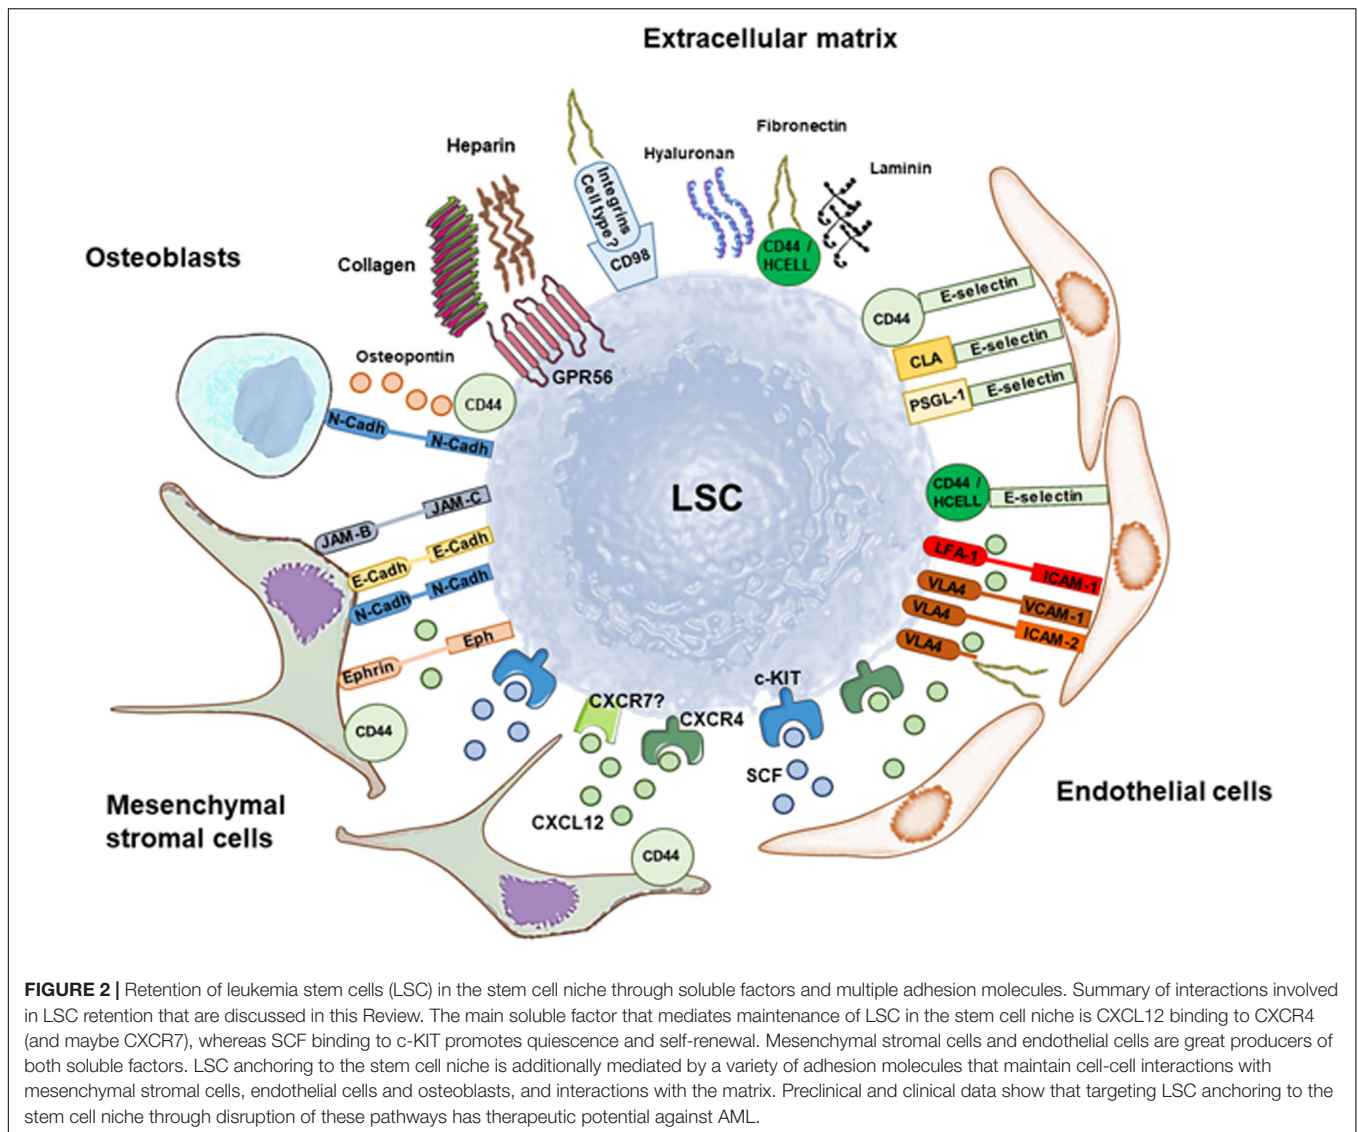 Extracellular matrix
Fibronectin
Heparin
Hyaluronan
Laminin
Integrins
Cell type?
CD98
CD44 /
HCELL
Osteoblasts
Collagen
GPR56
Osteopontin
CD44
N-Cadh
N-Cadh
CD44
E-selectin
CLA
E-selectin
PSGL-1
E-selectin
LSC
CD44 /
HCELL
E-selectin
JAM-B
JAM-C
E-Cadh
E-Cadh
N-Cadh
N-Cadh
Ephrin
Eph
CD44
LFA-1
ICAM-1
VLA4
VCAM-1
VLA4
ICAM-2
VLA4
c-KIT
CXCR7?
CXCR4
SCF
CXCL12
CD44
Mesenchymal
stromal cells
Endothelial cells
FIGURE 2 | Retention of leukemia stem cells (LSC) in the stem cell niche through soluble factors and multiple adhesion molecules. Summary of interactions involved
in LSC retention that are discussed in this Review. The main soluble factor that mediates maintenance of LSC in the stem cell niche is CXCL12 binding to CXCR4
(and maybe CXCR7), whereas SCF binding to c-KIT promotes quiescence and self-renewal. Mesenchymal stromal cells and endothelial cells are great producers of
both soluble factors. LSC anchoring to the stem cell niche is additionally mediated by a variety of adhesion molecules that maintain cell-cell interactions with
mesenchymal stromal cells, endothelial cells and osteoblasts, and interactions with the matrix. Preclinical and clinical data show that targeting LSC anchoring to the
stem cell niche through disruption of these pathways has therapeutic potential against AML.